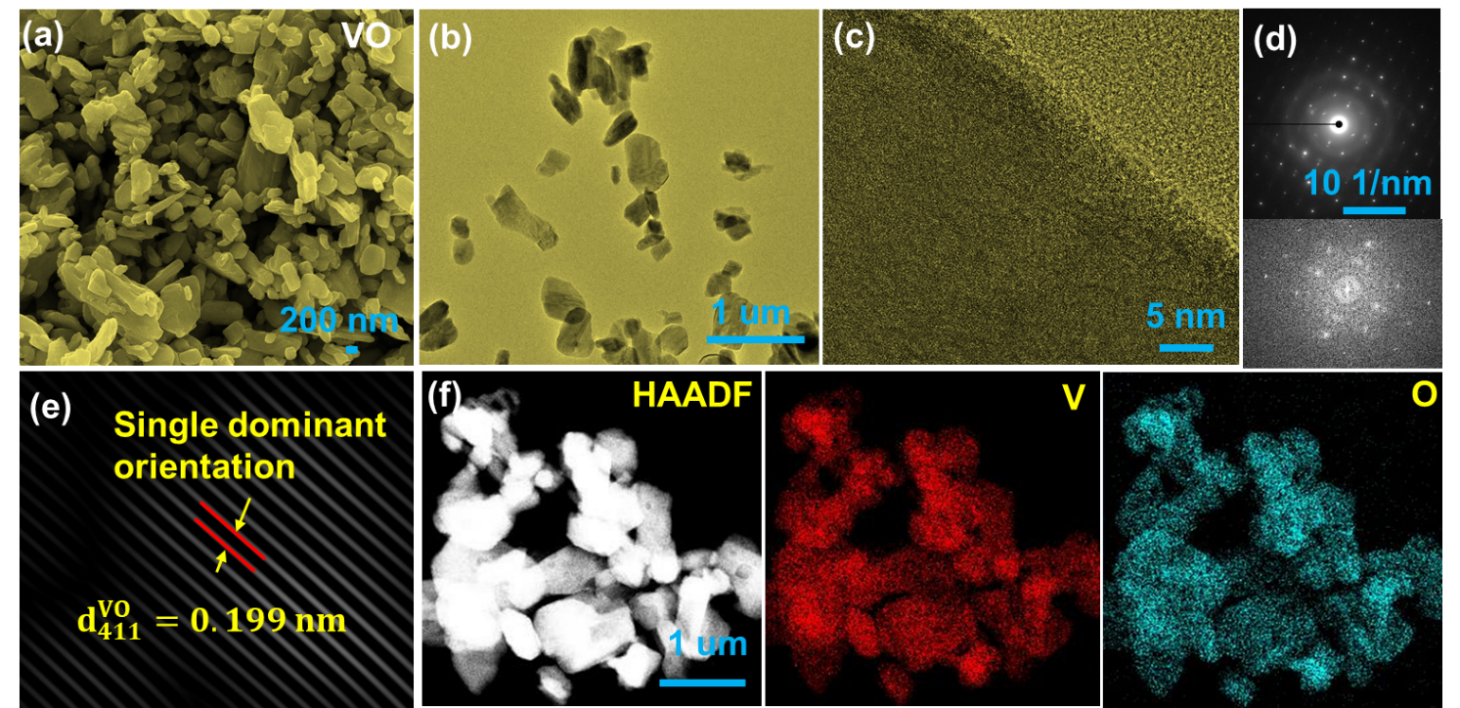 (a)
VO
200 nm
(b)
1 um
(c)
5 nm
(d)
10 1/nm
(e)
Single dominant
orientation
d₄₁₁ⱽᴼ = 0.199 nm
(f)
HAADF
1 um
V
O